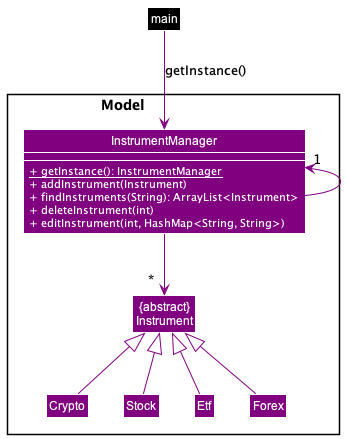 main
getInstance()
Model
InstrumentManager
1
+ getInstance(): InstrumentManager
+ addInstrument(Instrument)
+ findInstruments(String): ArrayList<Instrument>
+ deleteInstrument(int)
+ editInstrument(int, HashMap<String, String>)
*
{abstract}
Instrument
Crypto
Stock
Etf
Forex